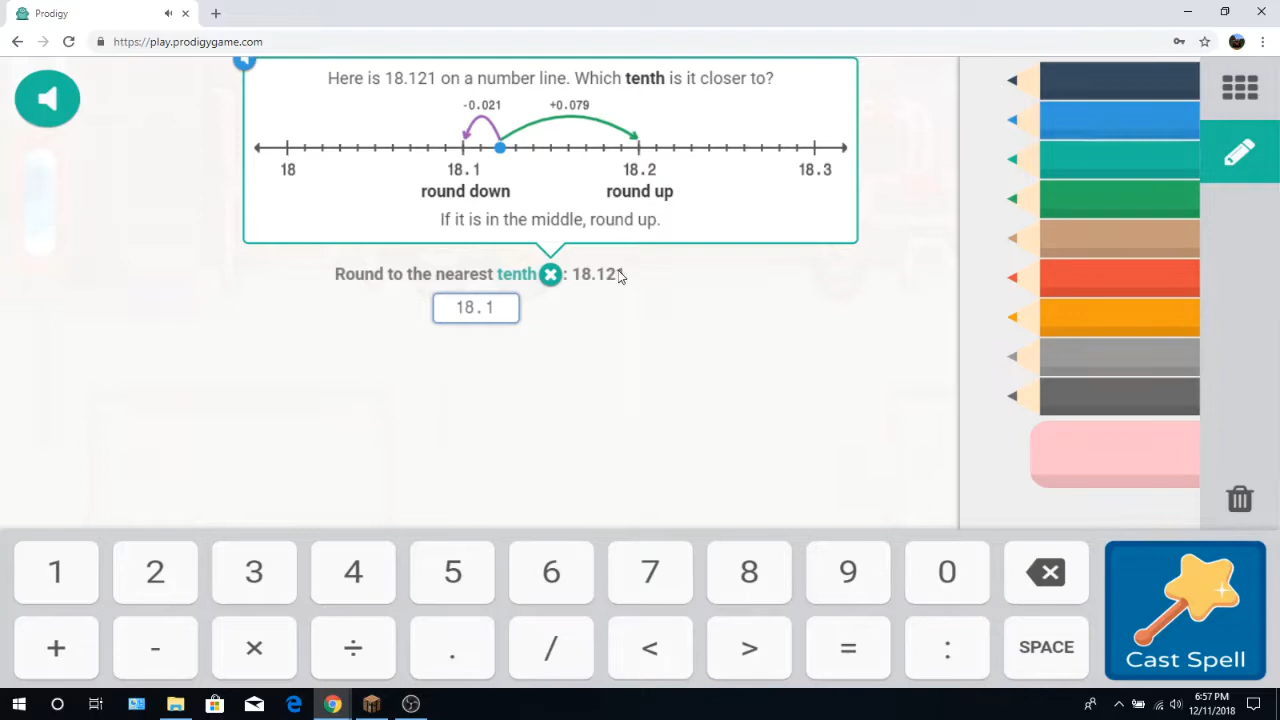 Prodigy
https://play.prodigygame.com
Here is 18.121 on a number line. Which tenth is it closer to?
-0.021 +0.079
18 18.1 18.2 18.3
round down round up
If it is in the middle, round up.
Round to the nearest tenth : 18.121
18.1
1 2 3 4 5 6 7 8 9 0
+ - × ÷ . / < > = : SPACE
Cast Spell
6:57 PM
12/11/2018